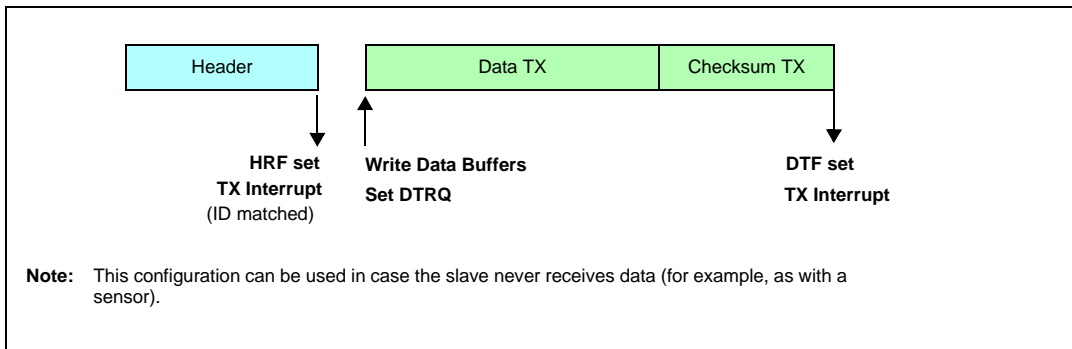 Header
Data TX
Checksum TX
HRF set
TX Interrupt
(ID matched)
Write Data Buffers
Set DTRQ
DTF set
TX Interrupt
Note: This configuration can be used in case the slave never receives data (for example, as with a
sensor).